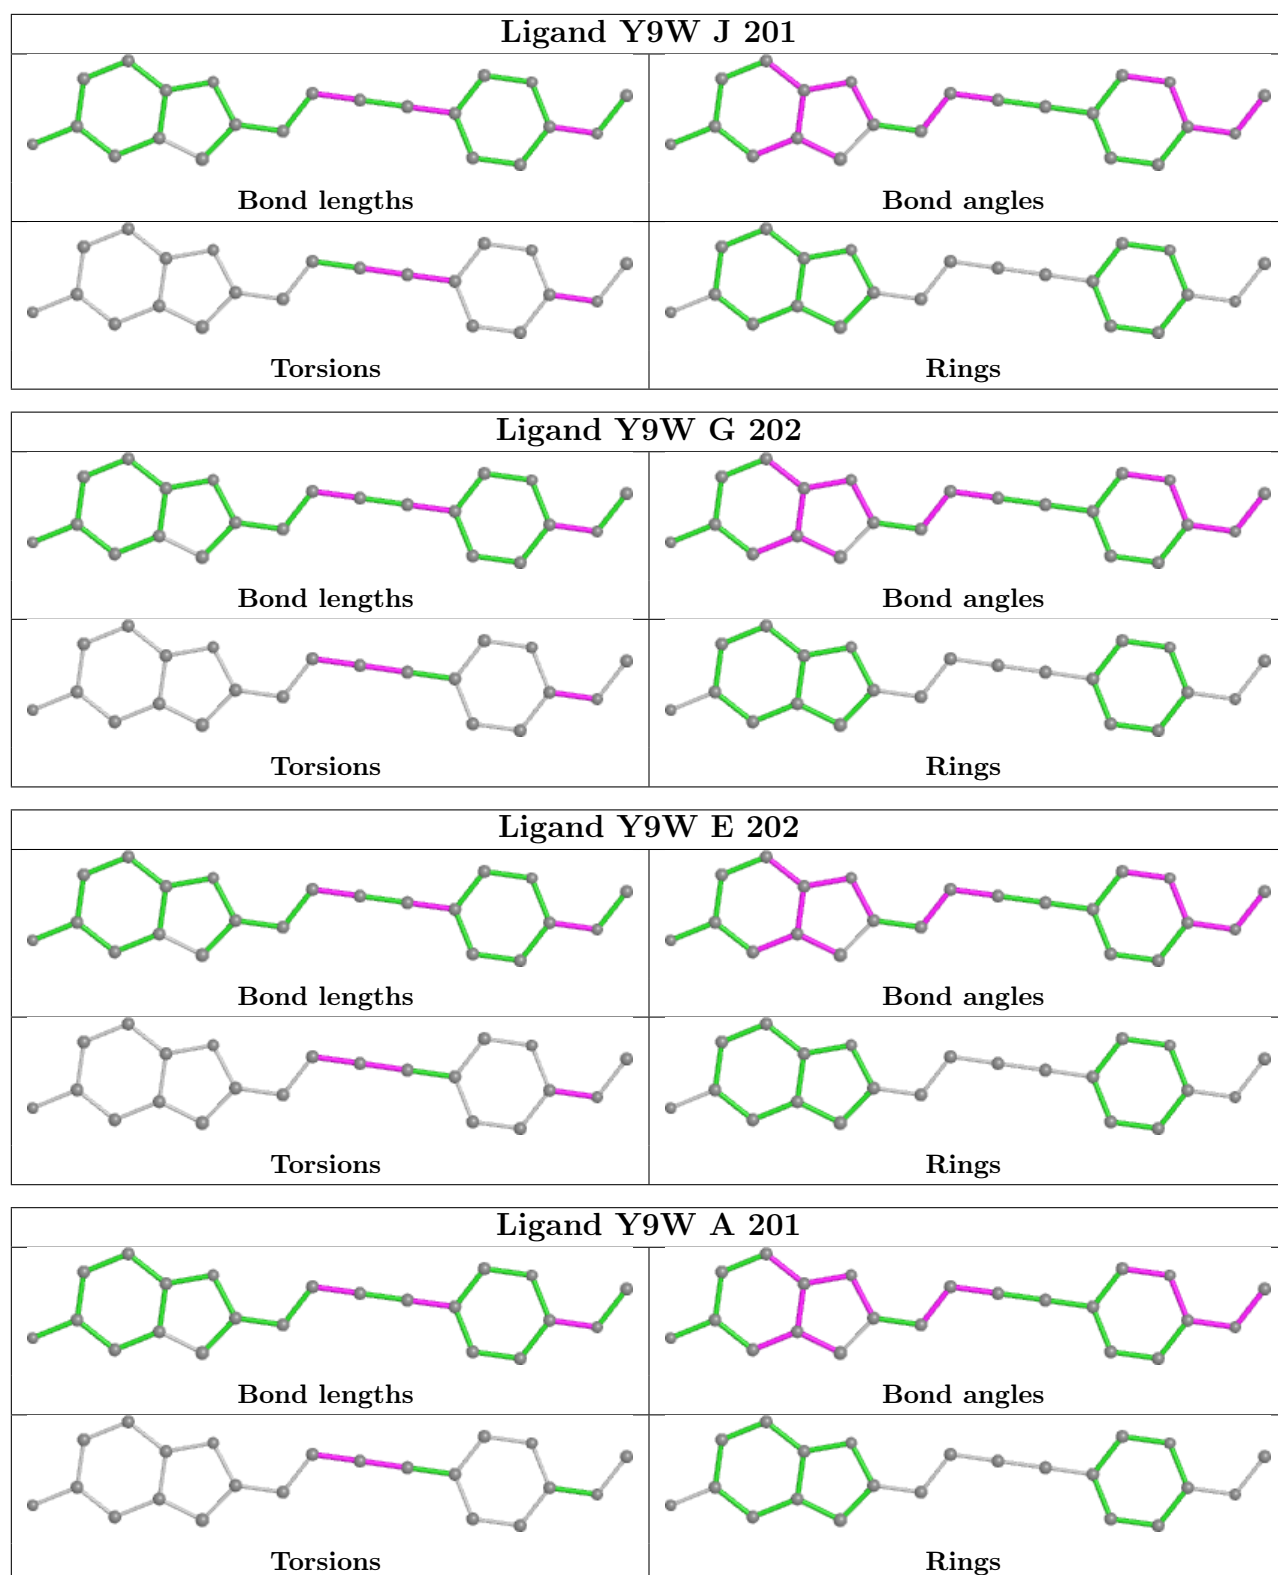 Ligand Y9W J 201
Bond lengths
Bond angles
Torsions
Rings
Ligand Y9W G 202
Bond lengths
Bond angles
Torsions
Rings
Ligand Y9W E 202
Bond lengths
Bond angles
Torsions
Rings
Ligand Y9W A 201
Bond lengths
Bond angles
Torsions
Rings